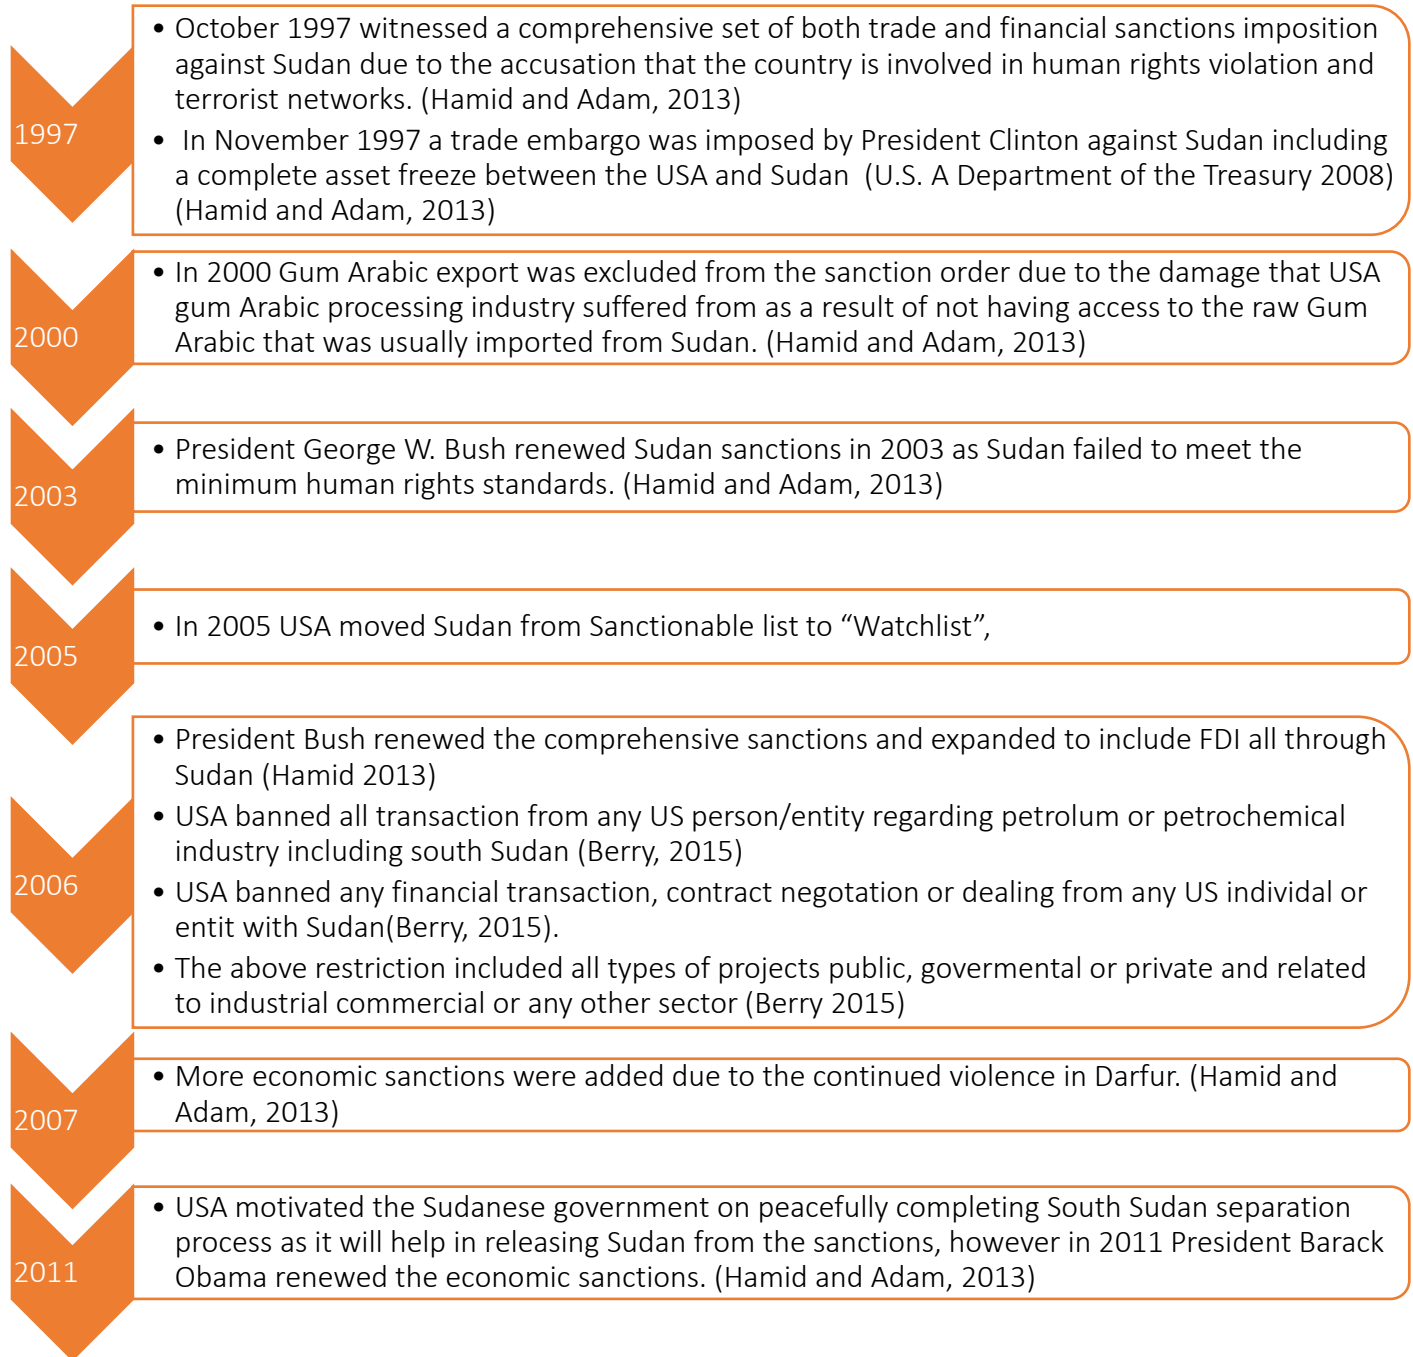 1997
• October 1997 witnessed a comprehensive set of both trade and financial sanctions imposition
against Sudan due to the accusation that the country is involved in human rights violation and
terrorist networks. (Hamid and Adam, 2013)
• In November 1997 a trade embargo was imposed by President Clinton against Sudan including
a complete asset freeze between the USA and Sudan (U.S. A Department of the Treasury 2008)
(Hamid and Adam, 2013)
2000
• In 2000 Gum Arabic export was excluded from the sanction order due to the damage that USA
gum Arabic processing industry suffered from as a result of not having access to the raw Gum
Arabic that was usually imported from Sudan. (Hamid and Adam, 2013)
2003
• President George W. Bush renewed Sudan sanctions in 2003 as Sudan failed to meet the
minimum human rights standards. (Hamid and Adam, 2013)
2005
• In 2005 USA moved Sudan from Sanctionable list to “Watchlist”,
2006
• President Bush renewed the comprehensive sanctions and expanded to include FDI all through
Sudan (Hamid 2013)
• USA banned all transaction from any US person/entity regarding petrolum or petrochemical
industry including south Sudan (Berry, 2015)
• USA banned any financial transaction, contract negotation or dealing from any US individal or
entit with Sudan(Berry, 2015).
• The above restriction included all types of projects public, govermental or private and related
to industrial commercial or any other sector (Berry 2015)
2007
• More economic sanctions were added due to the continued violence in Darfur. (Hamid and
Adam, 2013)
2011
• USA motivated the Sudanese government on peacefully completing South Sudan separation
process as it will help in releasing Sudan from the sanctions, however in 2011 President Barack
Obama renewed the economic sanctions. (Hamid and Adam, 2013)